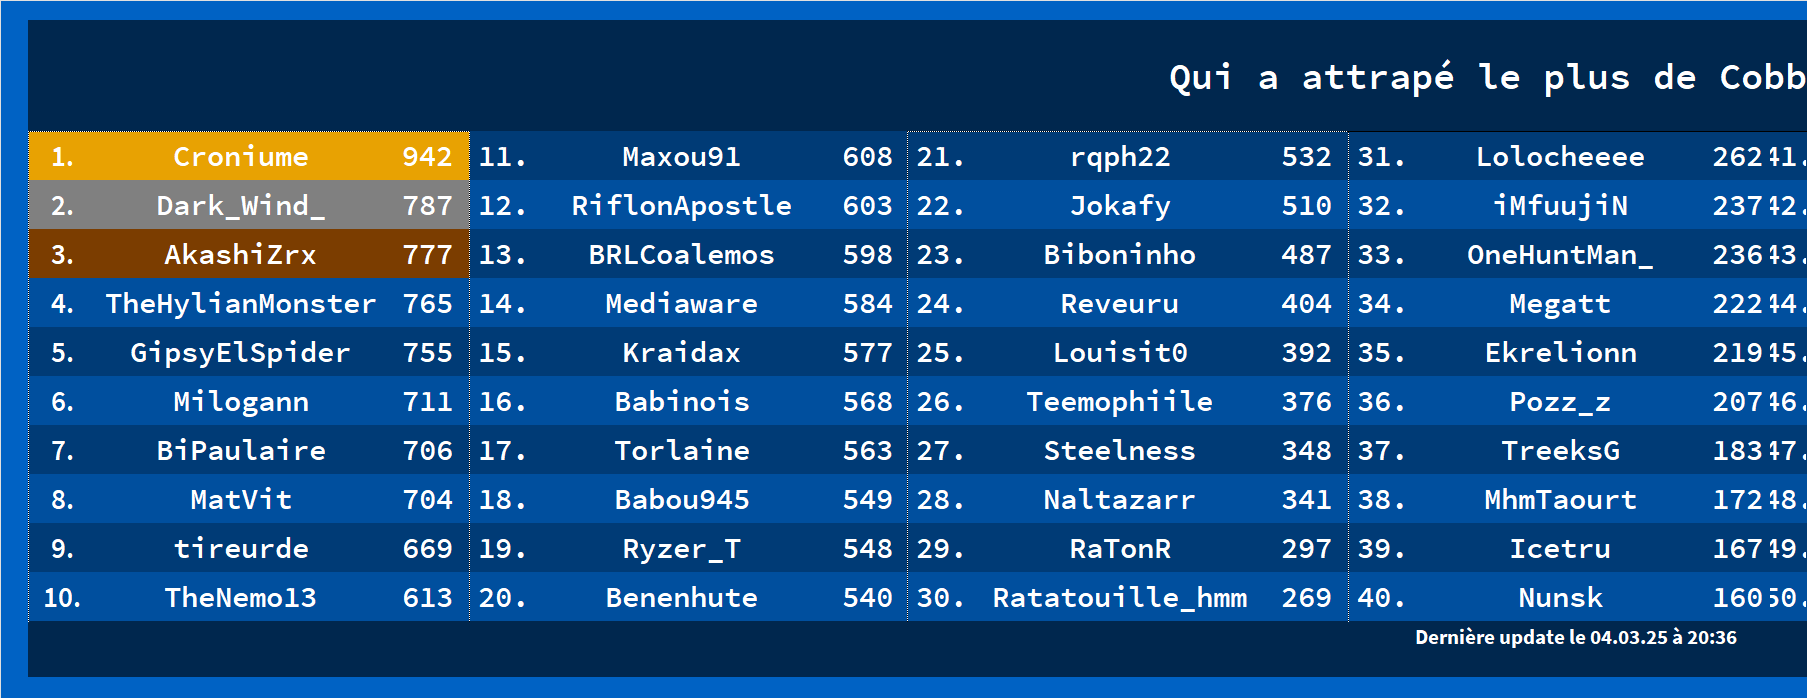 Qui a attrapé le plus de Cobb
1. Croniume 942 11. Maxou91 608 21. rqph22 532 31. Lolocheeee 262 41.
2. Dark_Wind_ 787 12. RiflonApostle 603 22. Jokafy 510 32. iMfuujiN 237 42.
3. AkashiZrx 777 13. BRLCoalemos 598 23. Biboninho 487 33. OneHuntMan_ 236 43.
4. TheHylianMonster 765 14. Mediaware 584 24. Reveuru 404 34. Megatt 222 44.
5. GipsyElSpider 755 15. Kraidax 577 25. Louisit0 392 35. Ekrelionn 219 45.
6. Milogann 711 16. Babinois 568 26. Teemophiile 376 36. Pozz_z 207 46.
7. BiPaulaire 706 17. Torlaine 563 27. Steelness 348 37. TreeksG 183 47.
8. MatVit 704 18. Babou945 549 28. Naltazarr 341 38. MhmTaourt 172 48.
9. tireurde 669 19. Ryzer_T 548 29. RaTonR 297 39. Icetru 167 49.
10. TheNemo13 613 20. Benenhute 540 30. Ratatouille_hmm 269 40. Nunsk 160 50.
Dernière update le 04.03.25 à 20:36